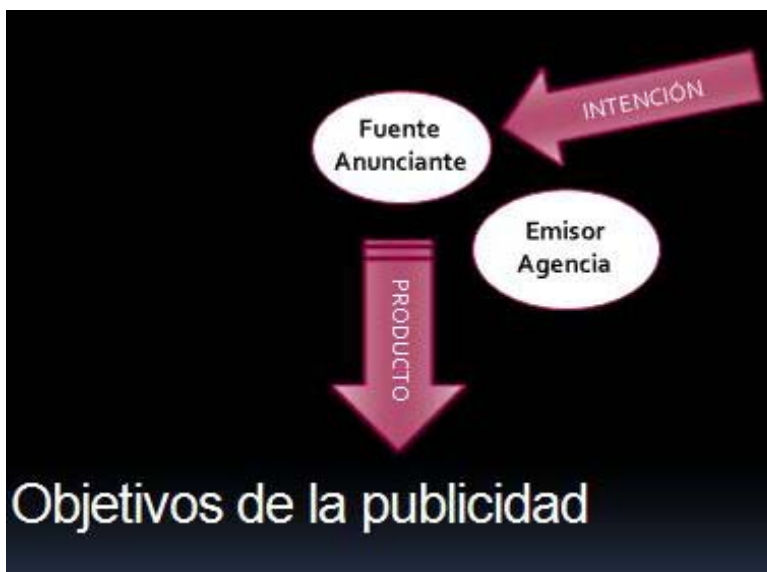 INTENCIÓN
Fuente
Anunciante
Emisor
Agencia
PRODUCTO
Objetivos de la publicidad